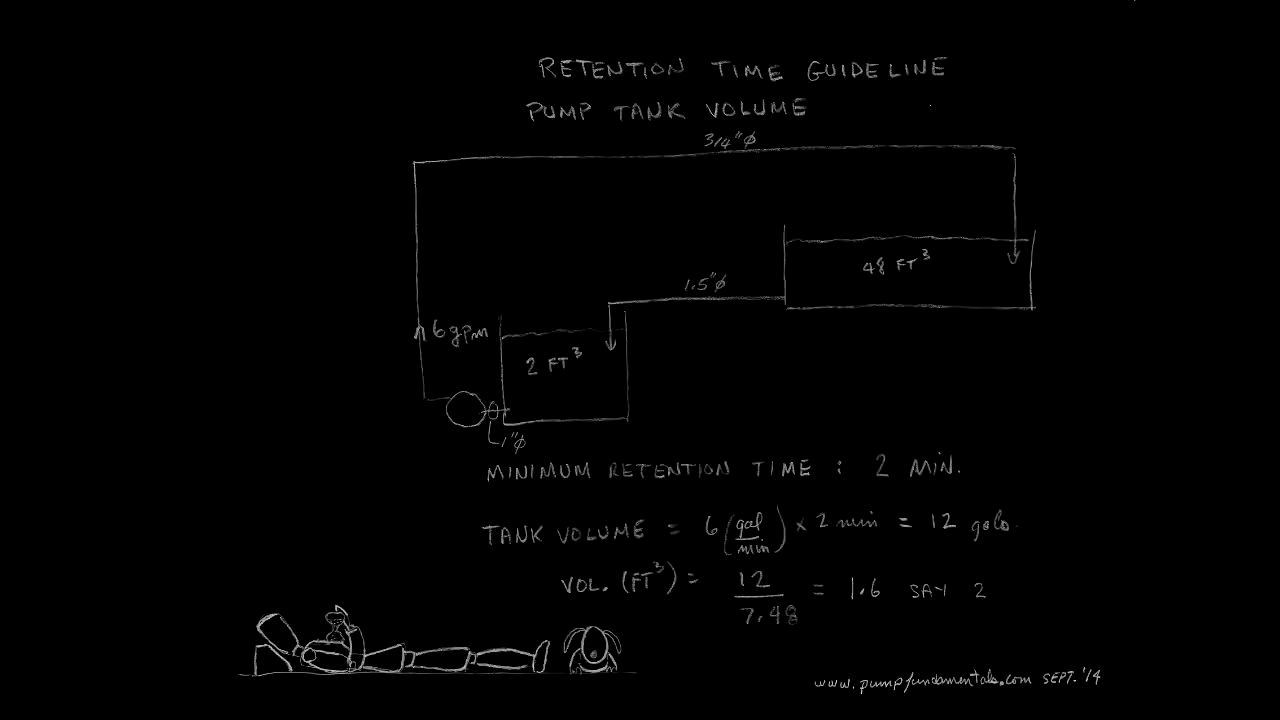 RETENTION TIME GUIDELINE
PUMP TANK VOLUME
3/4"φ
48 FT³
1.5"φ
6 gpm
2 FT³
1"φ
MINIMUM RETENTION TIME : 2 MIN.
TANK VOLUME = 6 (gal/min) x 2 min = 12 gals.
VOL. (FT³) = 12/7.48 = 1.6 SAY 2
www.pumpfundamentals.com SEPT. '14